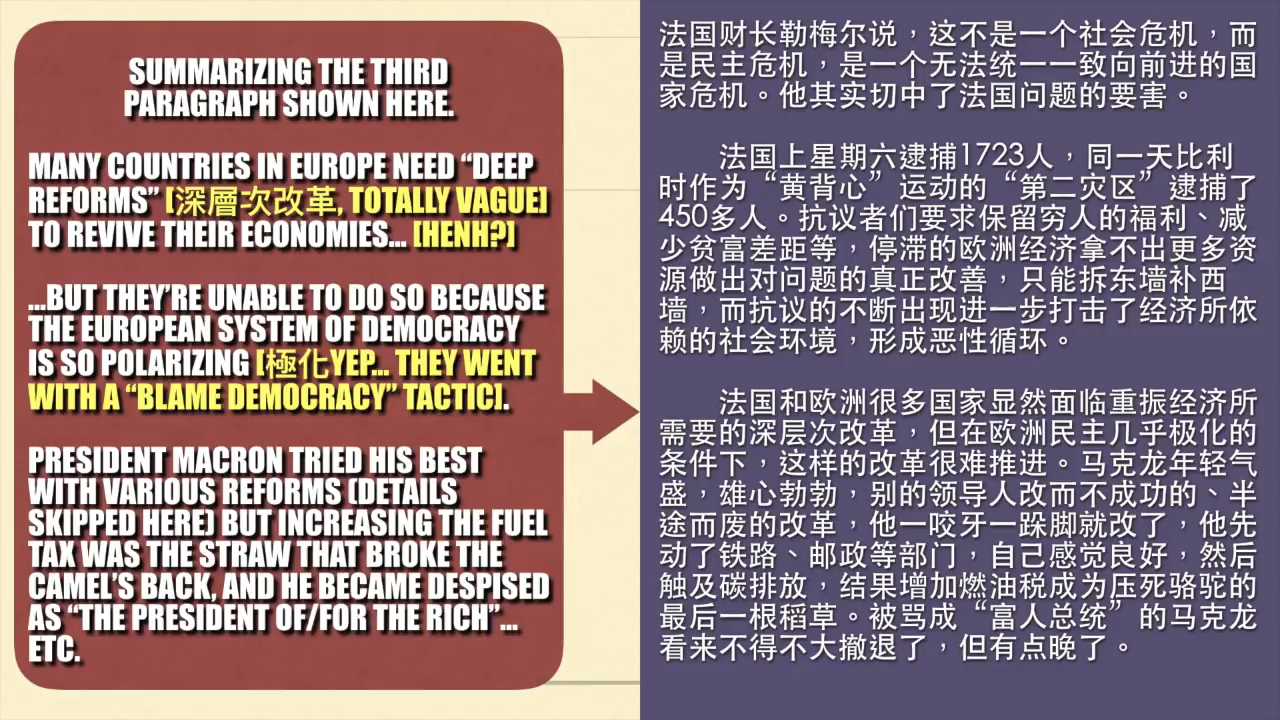 SUMMARIZING THE THIRD
PARAGRAPH SHOWN HERE.
MANY COUNTRIES IN EUROPE NEED “DEEP
REFORMS” [深層次改革, TOTALLY VAGUE]
TO REVIVE THEIR ECONOMIES... [HENH?]
...BUT THEY’RE UNABLE TO DO SO BECAUSE
THE EUROPEAN SYSTEM OF DEMOCRACY
IS SO POLARIZING [極化 YEP... THEY WENT
WITH A “BLAME DEMOCRACY” TACTIC].
PRESIDENT MACRON TRIED HIS BEST
WITH VARIOUS REFORMS (DETAILS
SKIPPED HERE) BUT INCREASING THE FUEL
TAX WAS THE STRAW THAT BROKE THE
CAMEL’S BACK, AND HE BECAME DESPISED
AS “THE PRESIDENT OF/FOR THE RICH”...
ETC.
法国财长勒梅尔说，这不是一个社会危机，而
是民主危机，是一个无法统一一致向前进的国
家危机。他其实切中了法国问题的要害。
法国上星期六逮捕1723人，同一天比利
时作为“黄背心”运动的“第二灾区”逮捕了
450多人。抗议者们要求保留穷人的福利、减
少贫富差距等，停滞的欧洲经济拿不出更多资
源做出对问题的真正改善，只能拆东墙补西
墙，而抗议的不断出现进一步打击了经济所依
赖的社会环境，形成恶性循环。
法国和欧洲很多国家显然面临重振经济所
需要的深层次改革，但在欧洲民主几乎极化的
条件下，这样的改革很难推进。马克龙年轻气
盛，雄心勃勃，别的领导人改而不成功的、半
途而废的改革，他一咬牙一跺脚就改了，他先
动了铁路、邮政等部门，自己感觉良好，然后
触及碳排放，结果增加燃油税成为压死骆驼的
最后一根稻草。被骂成“富人总统”的马克龙
看来不得不大撤退了，但有点晚了。